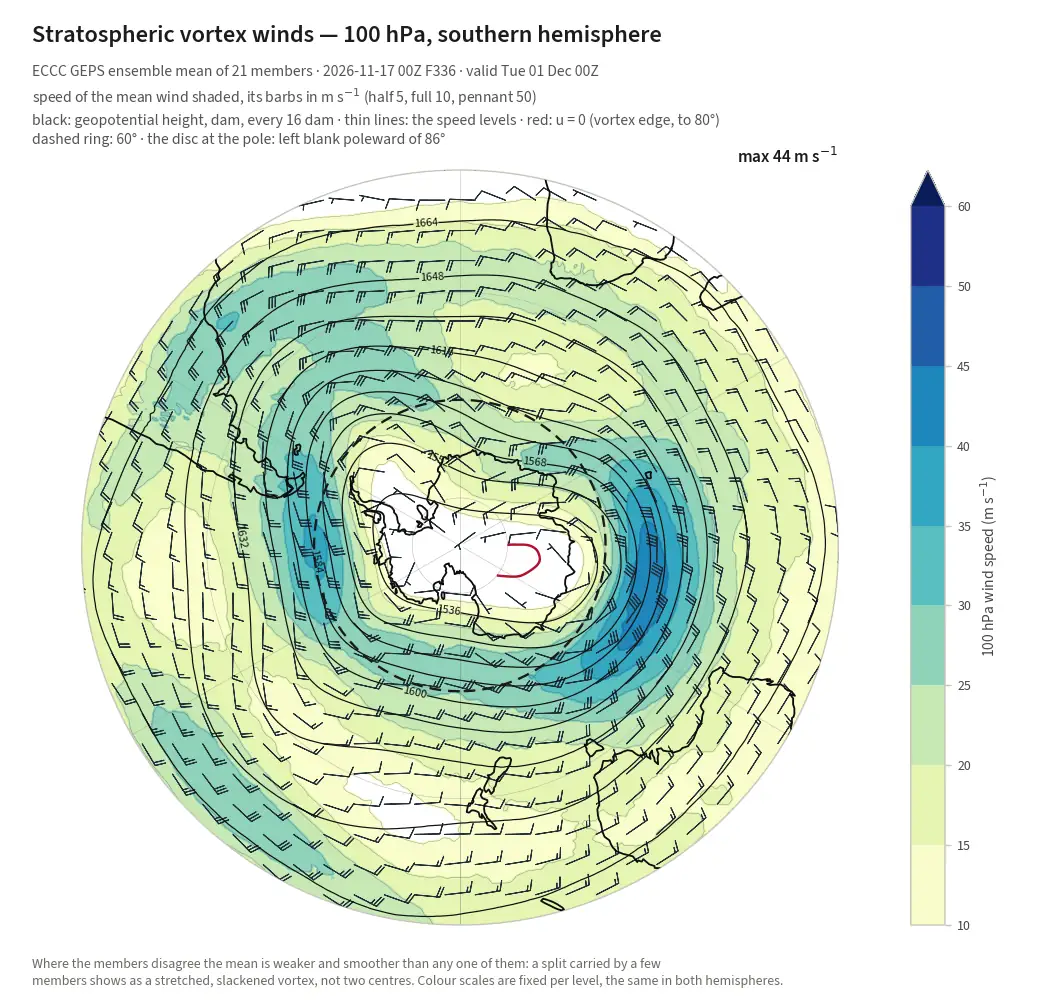 Stratospheric vortex winds — 100 hPa, southern hemisphere
ECCC GEPS ensemble mean of 21 members · 2026-11-17 00Z F336 · valid Tue 01 Dec 00Z
speed of the mean wind shaded, its barbs in m s⁻¹ (half 5, full 10, pennant 50)
black: geopotential height, dam, every 16 dam · thin lines: the speed levels · red: u = 0 (vortex edge, to 80°)
dashed ring: 60° · the disc at the pole: left blank poleward of 86°
max 44 m s⁻¹
1664
1648
1568
1632
1584
1536
1600
60
50
45
40
35
30
25
20
15
10
100 hPa wind speed (m s⁻¹)
Where the members disagree the mean is weaker and smoother than any one of them: a split carried by a few
members shows as a stretched, slackened vortex, not two centres. Colour scales are fixed per level, the same in both hemispheres.